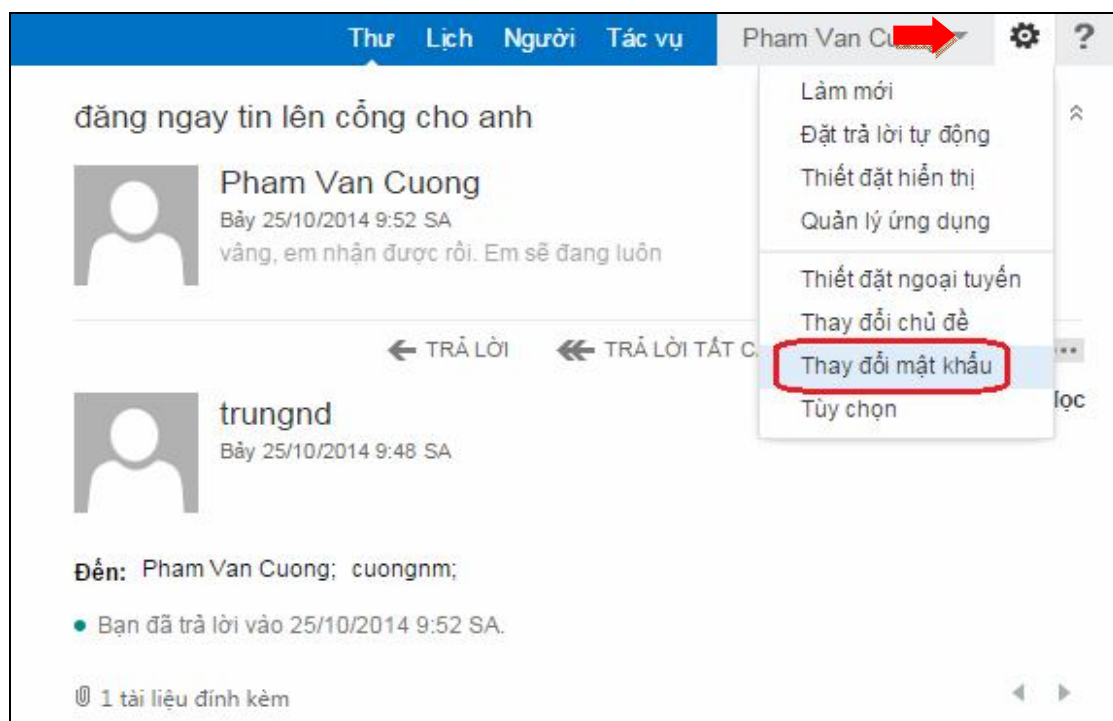 Thư Lịch Người Tác vụ Pham Van Cu ?
Làm mới
Đặt trả lời tự động
Thiết đặt hiển thị
Quản lý ứng dụng
Thiết đặt ngoại tuyến
Thay đổi chủ đề
Thay đổi mật khẩu
Tùy chọn
đăng ngay tin lên cổng cho anh
Pham Van Cuong
Bảy 25/10/2014 9:52 SA
vâng, em nhận được rồi. Em sẽ đang luôn
TRẢ LỜI TRẢ LỜI TẤT C
trungnd
Bảy 25/10/2014 9:48 SA
Đến: Pham Van Cuong; cuongnm;
Bạn đã trả lời vào 25/10/2014 9:52 SA.
1 tài liệu đính kèm